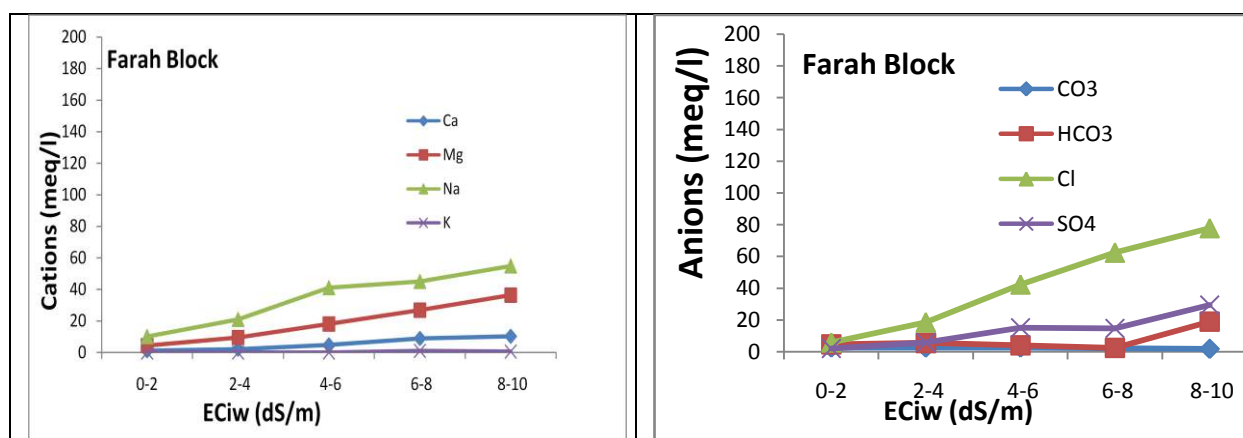 Farah Block
200
180
160
140
120
100
80
60
40
20
0
Cations (meq/l)
Ca
Mg
Na
K
0-2 2-4 4-6 6-8 8-10
ECiw (dS/m)
Farah Block
200
180
160
140
120
100
80
60
40
20
0
Anions (meq/l)
CO3
HCO3
Cl
SO4
0-2 2-4 4-6 6-8 8-10
ECiw (dS/m)